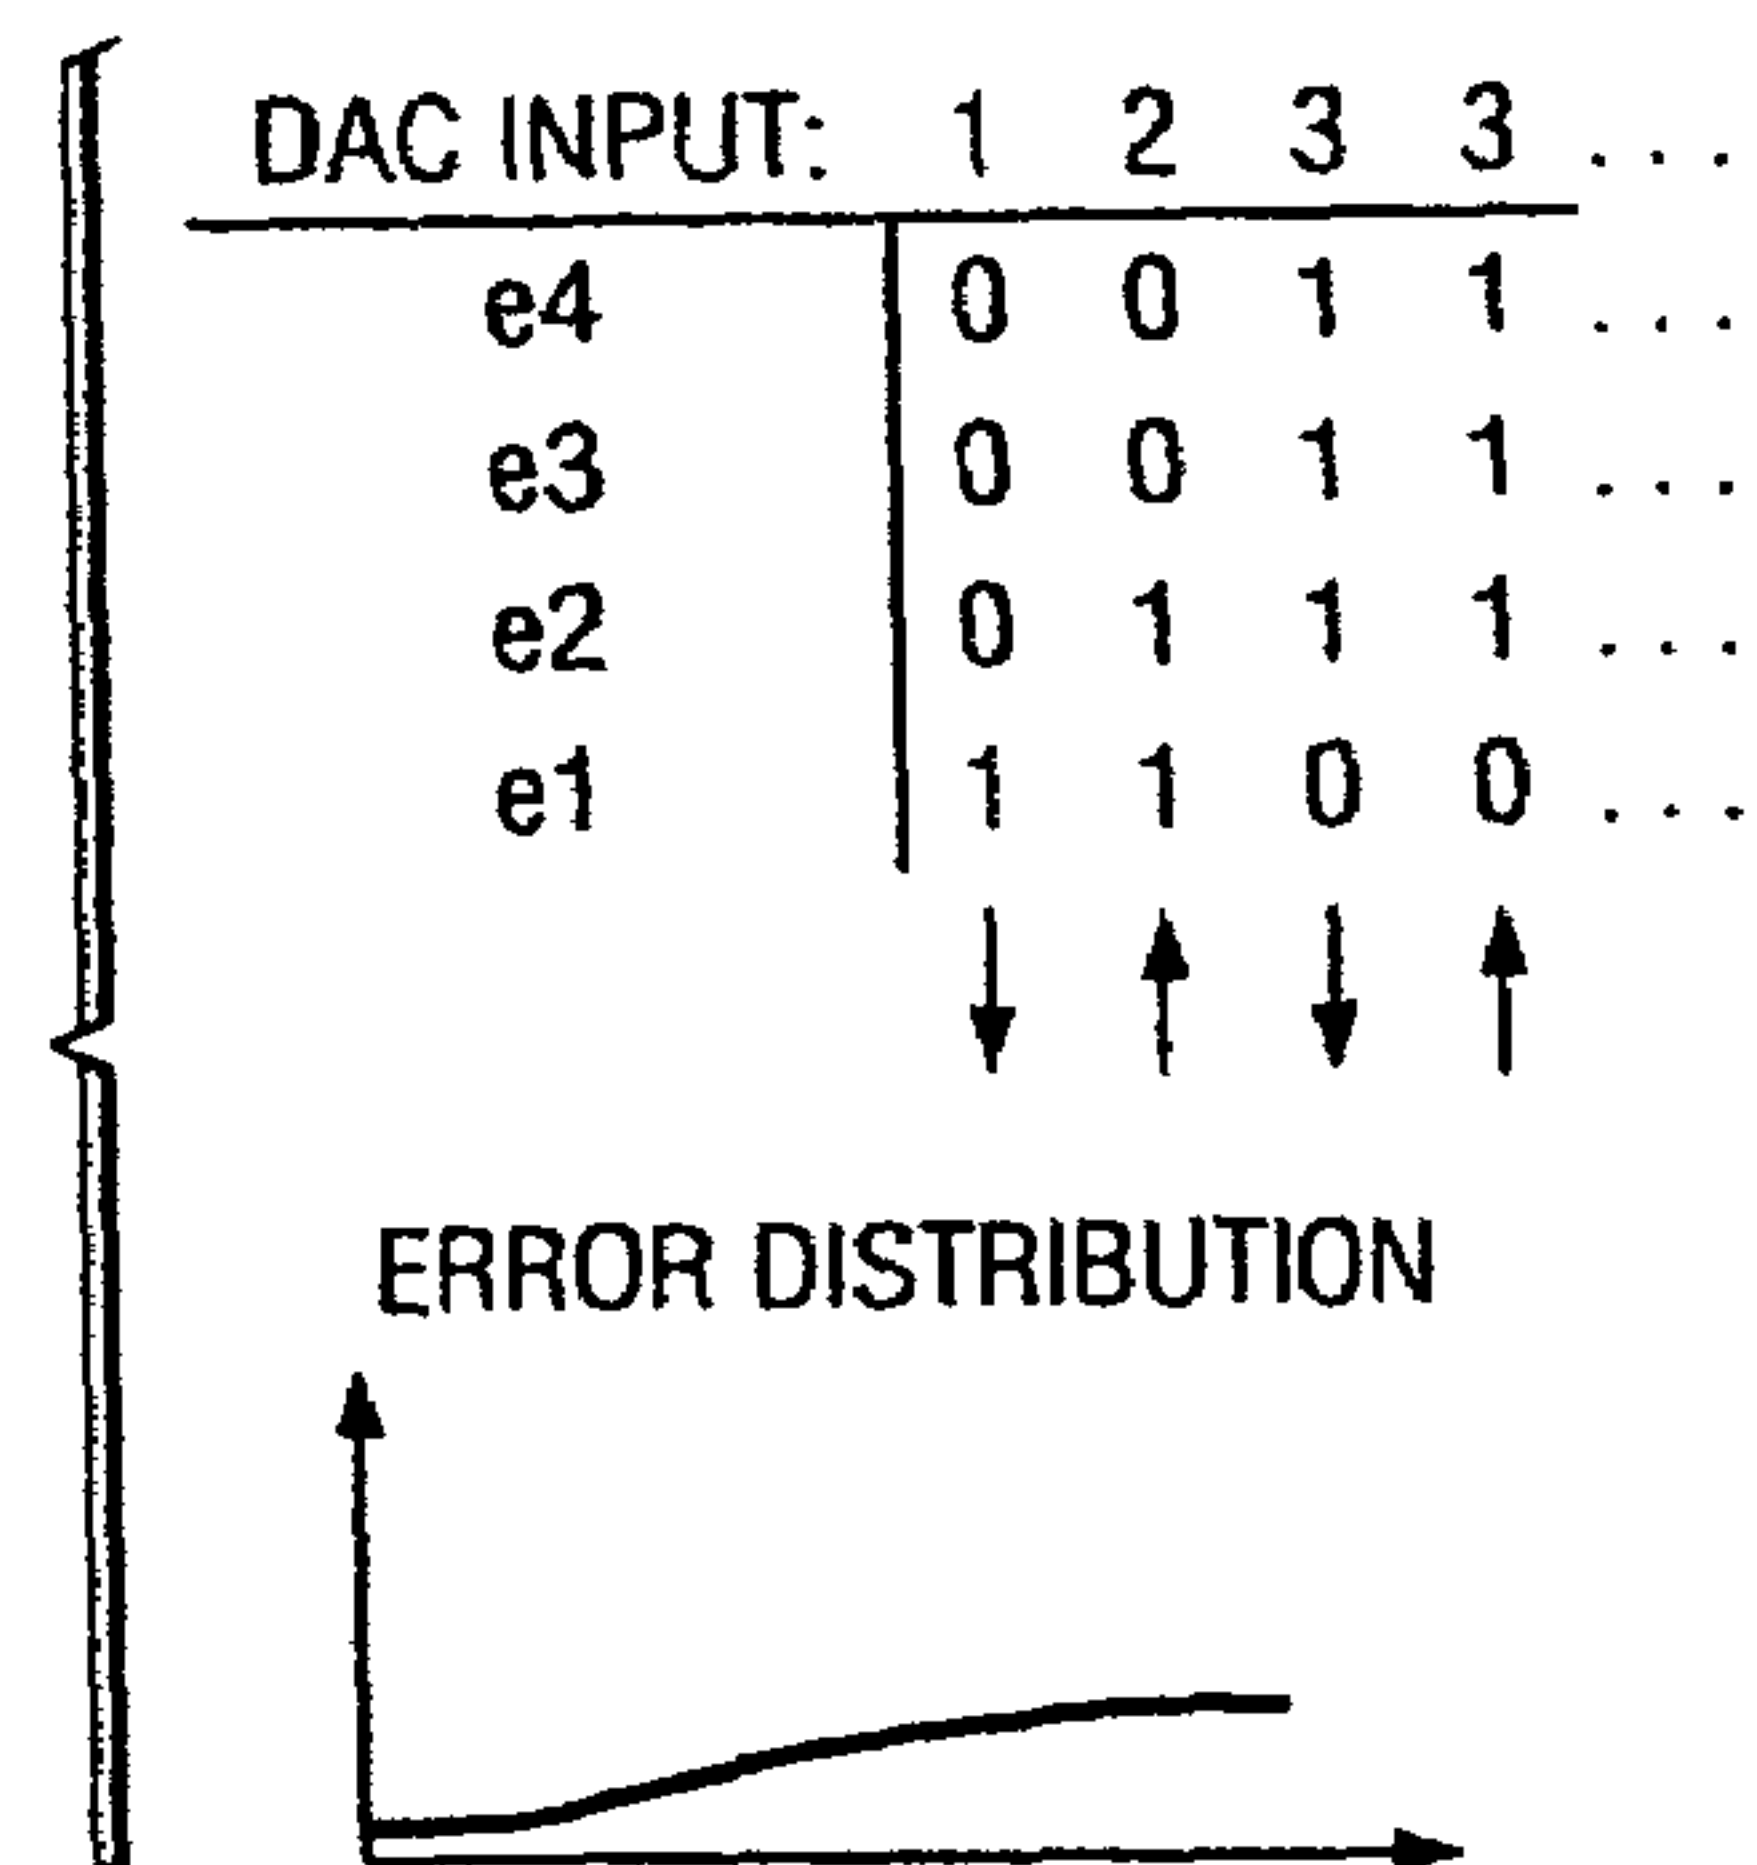 DAC INPUT: 1 2 3 3 ...
e4 0 0 1 1 ...
e3 0 0 1 1 ...
e2 0 1 1 1 ...
e1 1 1 0 0 ...
ERROR DISTRIBUTION